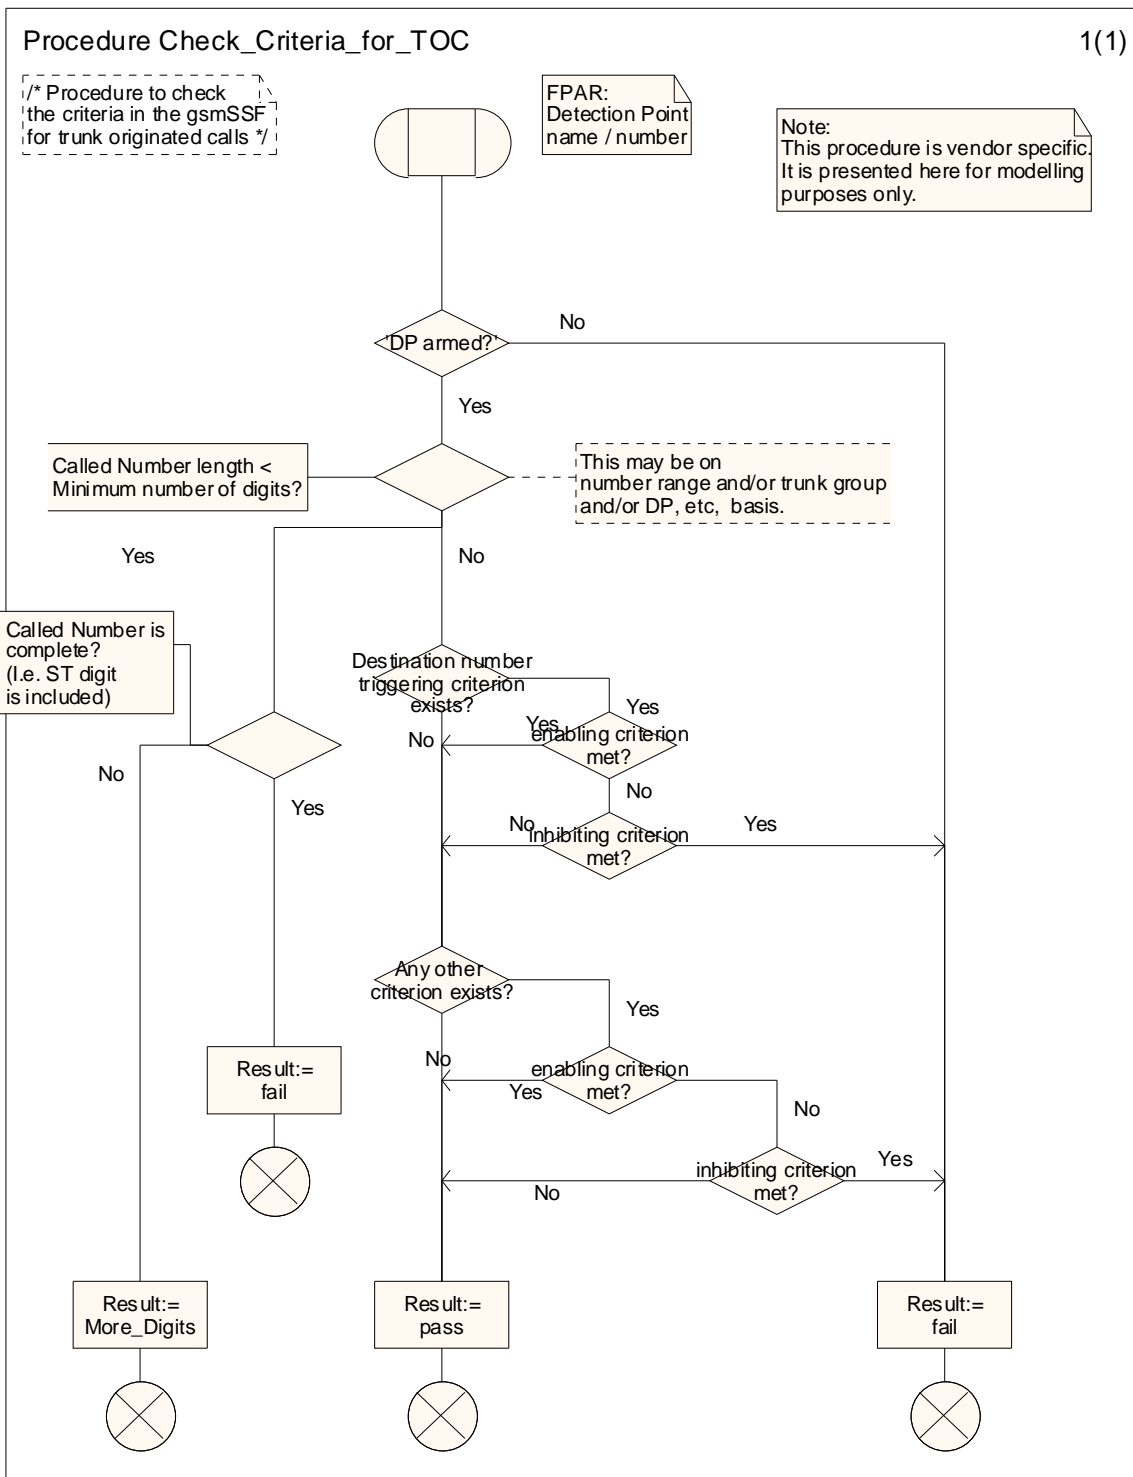 Procedure Check_Criteria_for_TOC
1(1)
/* Procedure to check
the criteria in the gsmSSF
for trunk originated calls */
FPAR:
Detection Point
name / number
Note:
This procedure is vendor specific.
It is presented here for modelling
purposes only.
'DP armed?'
No
Yes
Called Number length <
Minimum number of digits?
This may be on
number range and/or trunk group
and/or DP, etc, basis.
Yes
No
Called Number is
complete?
(I.e. ST digit
is included)
Destination number
triggering criterion
exists?
Yes
Yes
enabling criterion
met?
No
No
Yes
No
No
inhibiting criterion
met?
Yes
Any other
criterion exists?
Yes
No
enabling criterion
met?
Yes
No
Result:=
fail
inhibiting criterion
met?
Yes
No
Result:=
More_Digits
Result:=
pass
Result:=
fail